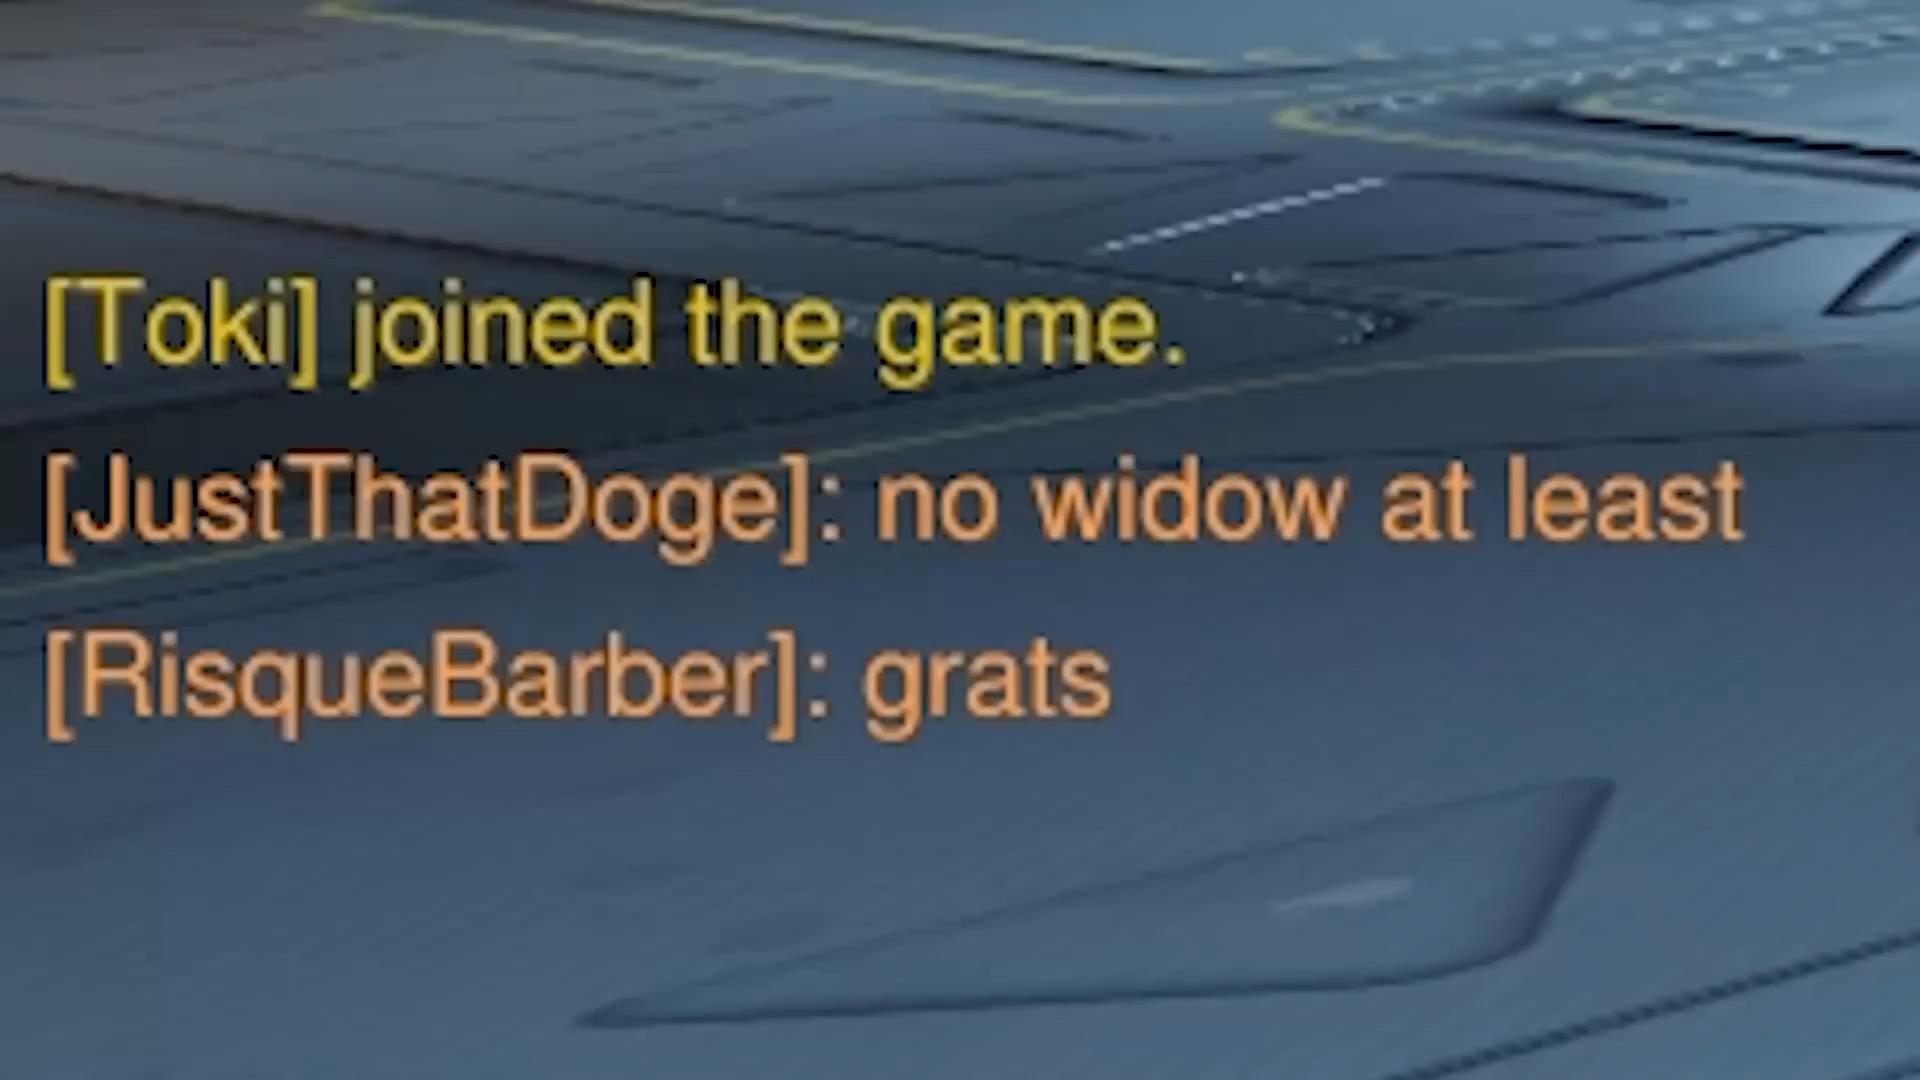 [Toki] joined the game.
[JustThatDoge]: no widow at least
[RisqueBarber]: grats